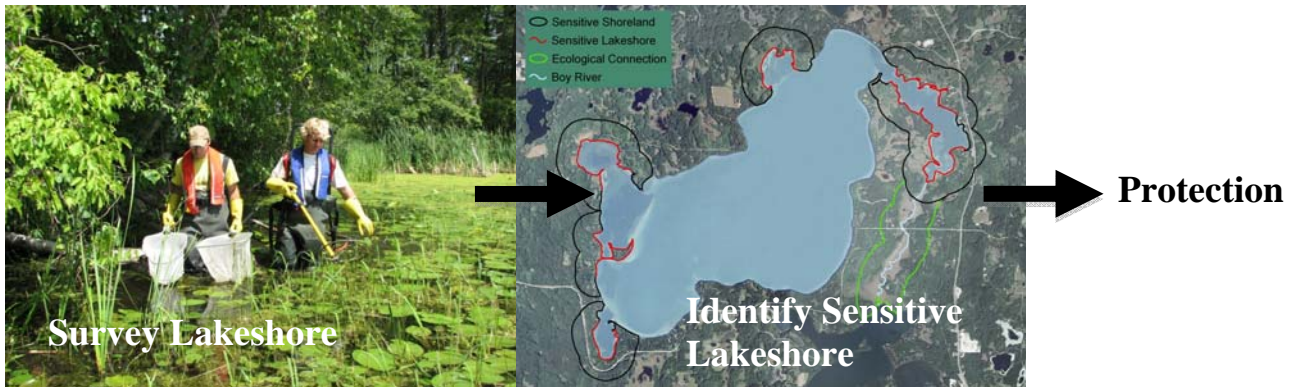 Sensitive Shoreland
Sensitive Lakeshore
Ecological Connection
Boy River
Survey Lakeshore
Identify Sensitive
Lakeshore
Protection